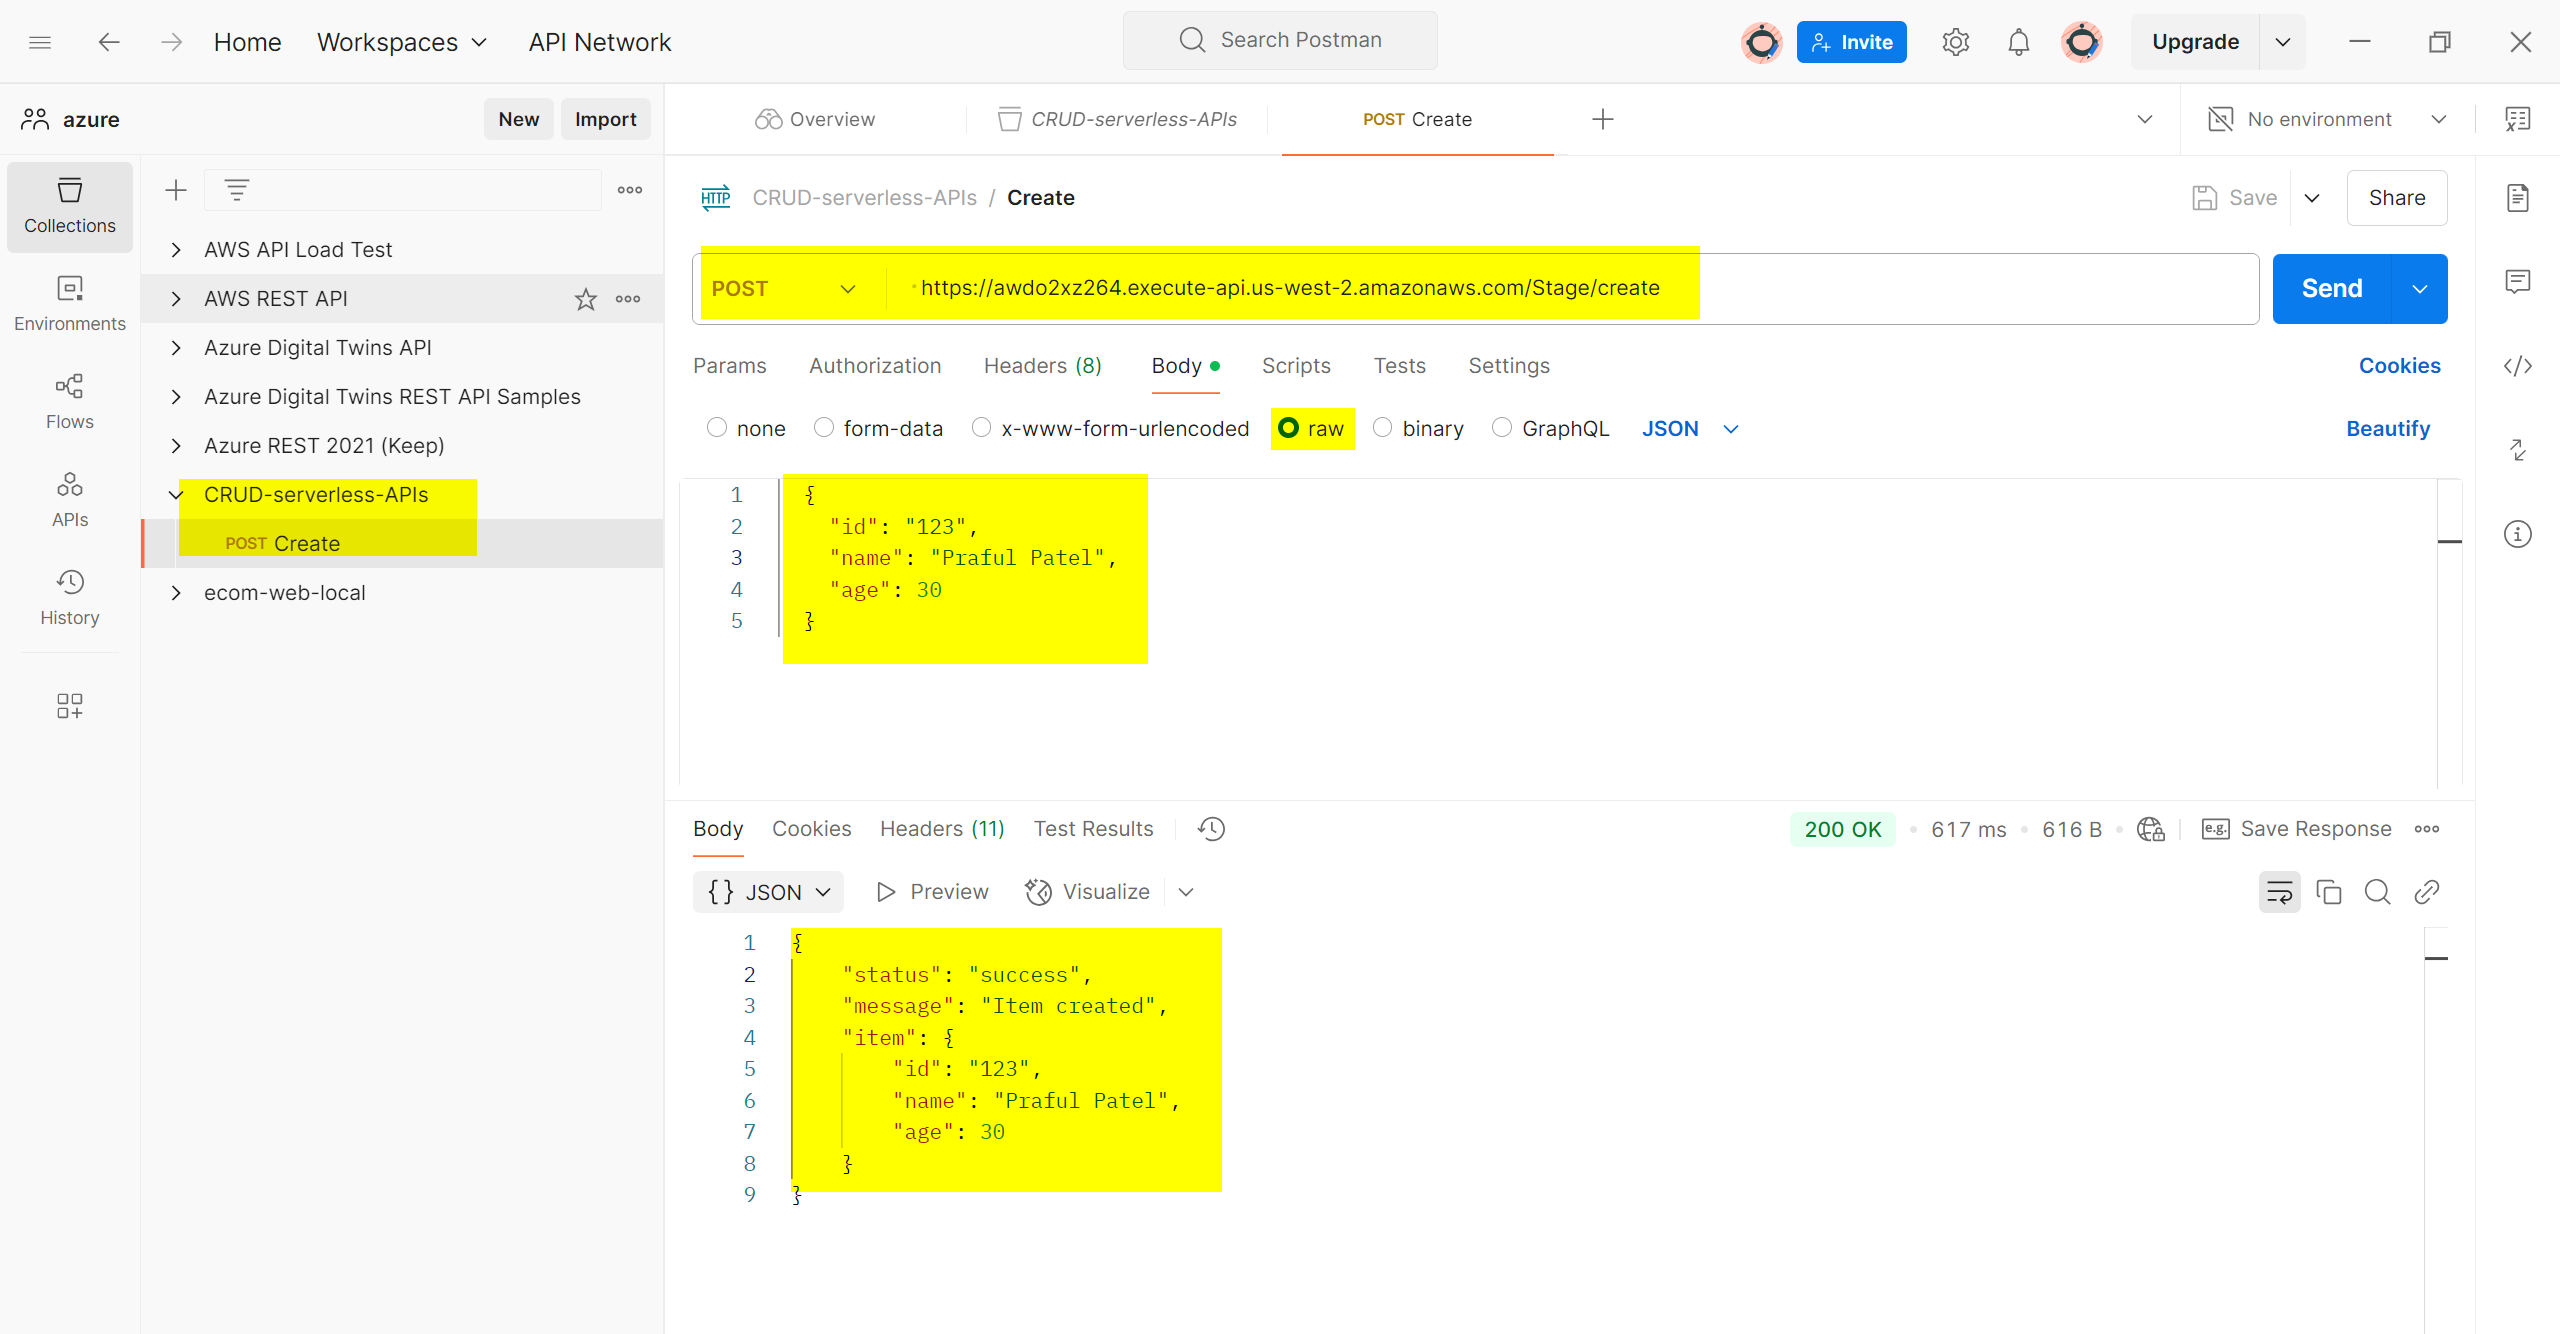 Home Workspaces API Network Search Postman Invite Upgrade
azure New Import
Overview CRUD-serverless-APIs POST Create No environment
Collections
Environments
Flows
APIs
History
AWS API Load Test
AWS REST API
Azure Digital Twins API
Azure Digital Twins REST API Samples
Azure REST 2021 (Keep)
CRUD-serverless-APIs
POST Create
ecom-web-local
HTTP CRUD-serverless-APIs / Create Save Share
POST https://awdo2xz264.execute-api.us-west-2.amazonaws.com/Stage/create Send
Params Authorization Headers (8) Body Scripts Tests Settings Cookies
none form-data x-www-form-urlencoded raw binary GraphQL JSON Beautify
1 {
2 "id": "123",
3 "name": "Praful Patel",
4 "age": 30
5 }
Body Cookies Headers (11) Test Results 200 OK 617 ms 616 B e.g. Save Response
{} JSON Preview Visualize
1 {
2 "status": "success",
3 "message": "Item created",
4 "item": {
5 "id": "123",
6 "name": "Praful Patel",
7 "age": 30
8 }
9 }